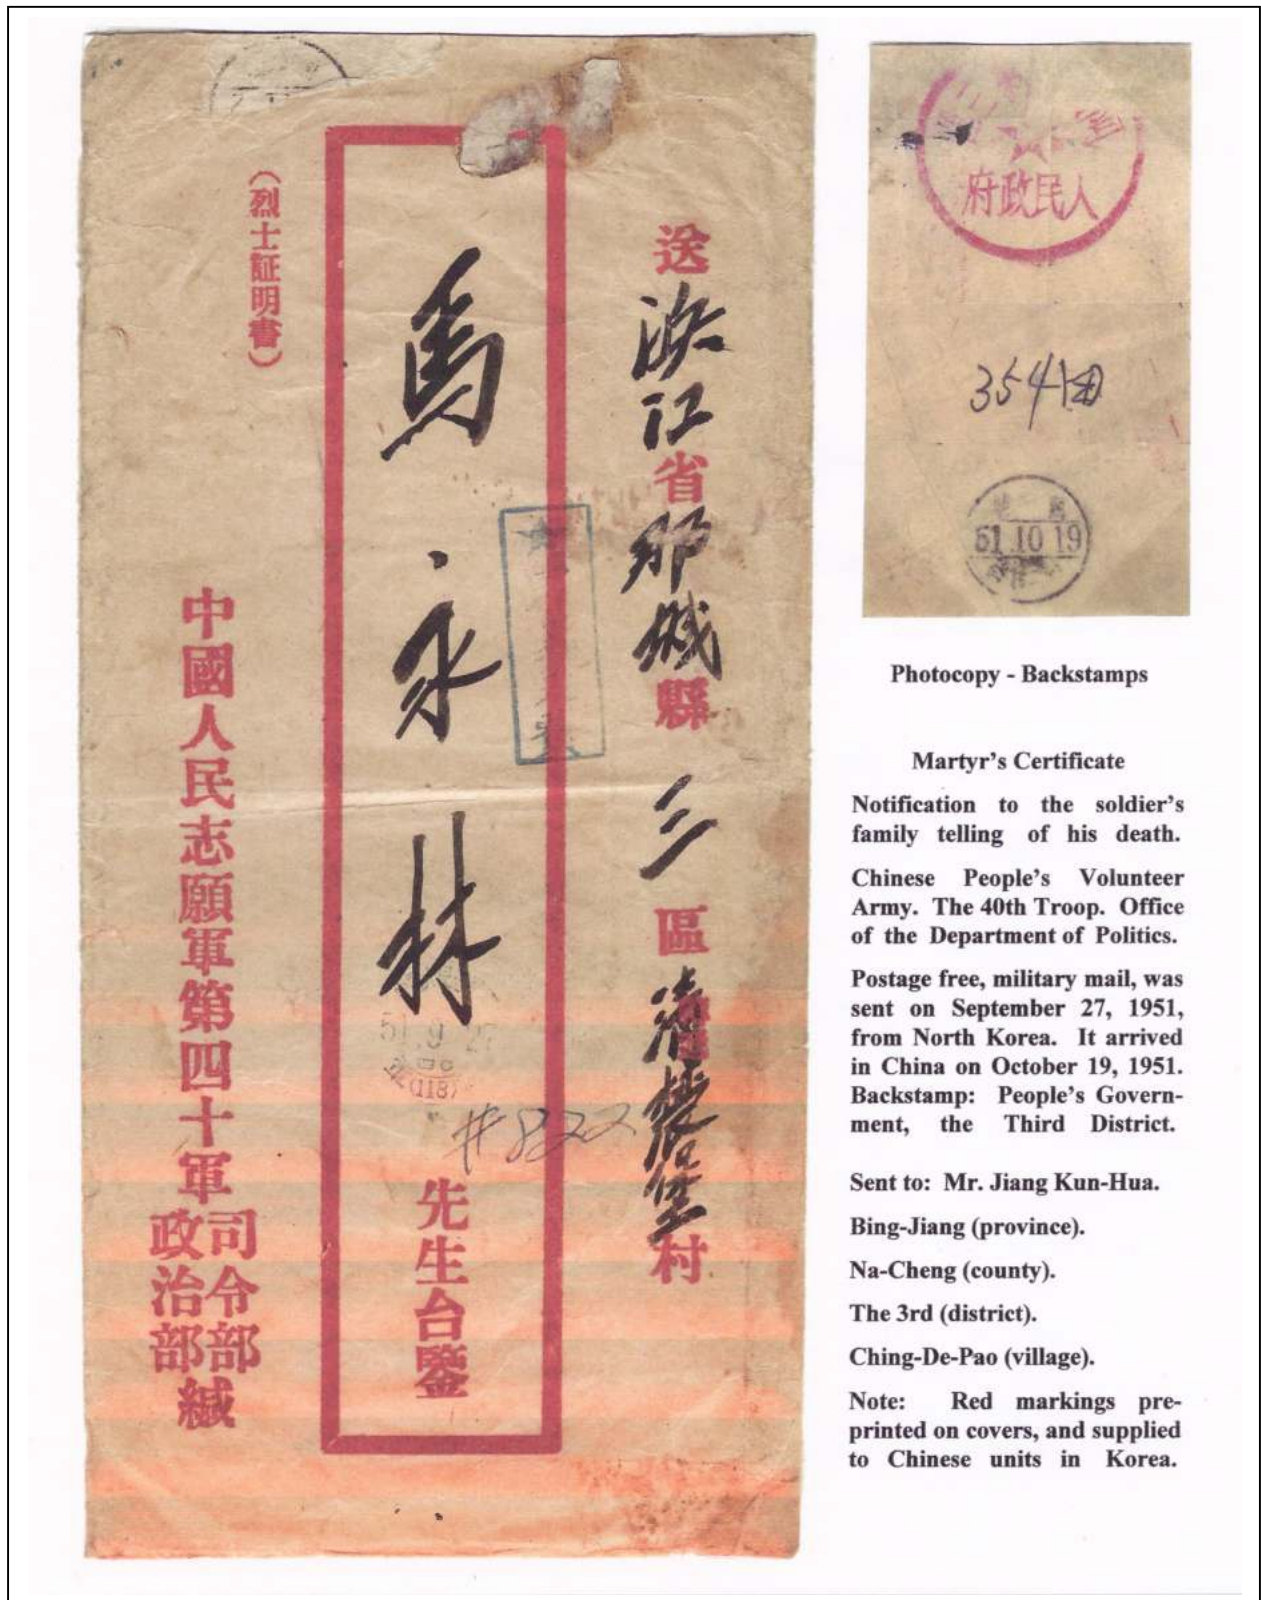 送 浜江省 那城縣 三區 清德堡村
馬永林 先生台鑒
(烈士証明書)
中國人民志願軍第四十軍司令部政治部緘
51.9.27
(118)
#822
人民政府
354団
51.10.19
Photocopy - Backstamps
Martyr's Certificate
Notification to the soldier's
family telling of his death.
Chinese People's Volunteer
Army. The 40th Troop. Office
of the Department of Politics.
Postage free, military mail, was
sent on September 27, 1951,
from North Korea. It arrived
in China on October 19, 1951.
Backstamp: People's Govern-
ment, the Third District.
Sent to: Mr. Jiang Kun-Hua.
Bing-Jiang (province).
Na-Cheng (county).
The 3rd (district).
Ching-De-Pao (village).
Note: Red markings pre-
printed on covers, and supplied
to Chinese units in Korea.